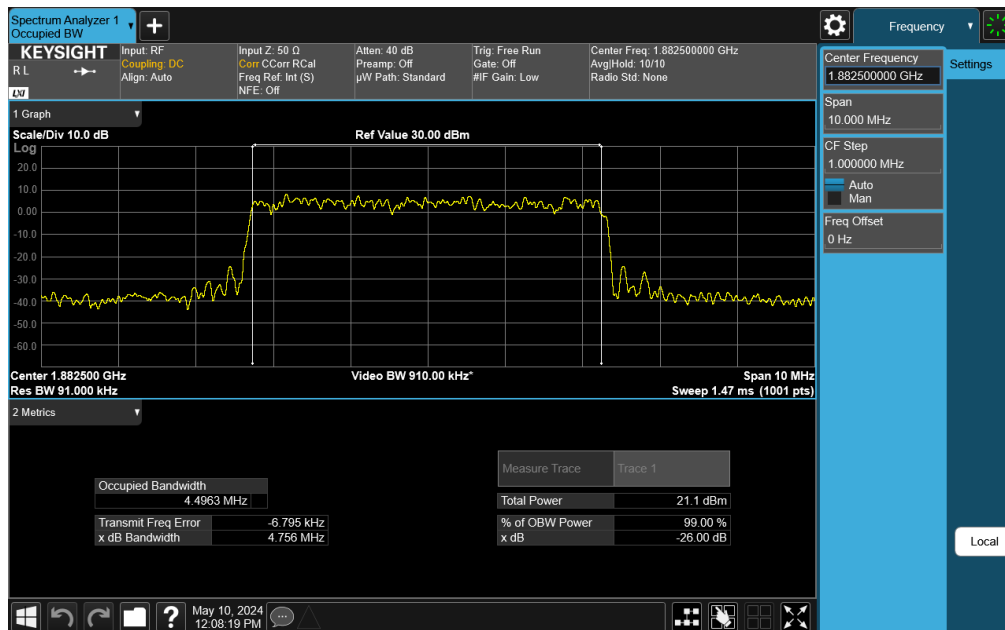 Spectrum Analyzer 1
Occupied BW
Frequency
KEYSIGHT
R L
LXI
Input: RF
Coupling: DC
Align: Auto
Input Z: 50 Ω
Corr CCorr RCal
Freq Ref: Int (S)
NFE: Off
Atten: 40 dB
Preamp: Off
µW Path: Standard
Trig: Free Run
Gate: Off
#IF Gain: Low
Center Freq: 1.882500000 GHz
Avg|Hold: 10/10
Radio Std: None
Center Frequency
1.882500000 GHz
Settings
Span
10.000 MHz
CF Step
1.000000 MHz
Auto
Man
Freq Offset
0 Hz
1 Graph
Scale/Div 10.0 dB
Ref Value 30.00 dBm
Log
20.0
10.0
0.00
-10.0
-20.0
-30.0
-40.0
-50.0
-60.0
Center 1.882500 GHz
Video BW 910.00 kHz*
Span 10 MHz
Res BW 91.000 kHz
Sweep 1.47 ms (1001 pts)
2 Metrics
Measure Trace
Trace 1
Occupied Bandwidth
4.4963 MHz
Total Power
21.1 dBm
Transmit Freq Error
-6.795 kHz
% of OBW Power
99.00 %
x dB Bandwidth
4.756 MHz
x dB
-26.00 dB
Local
May 10, 2024
12:08:19 PM